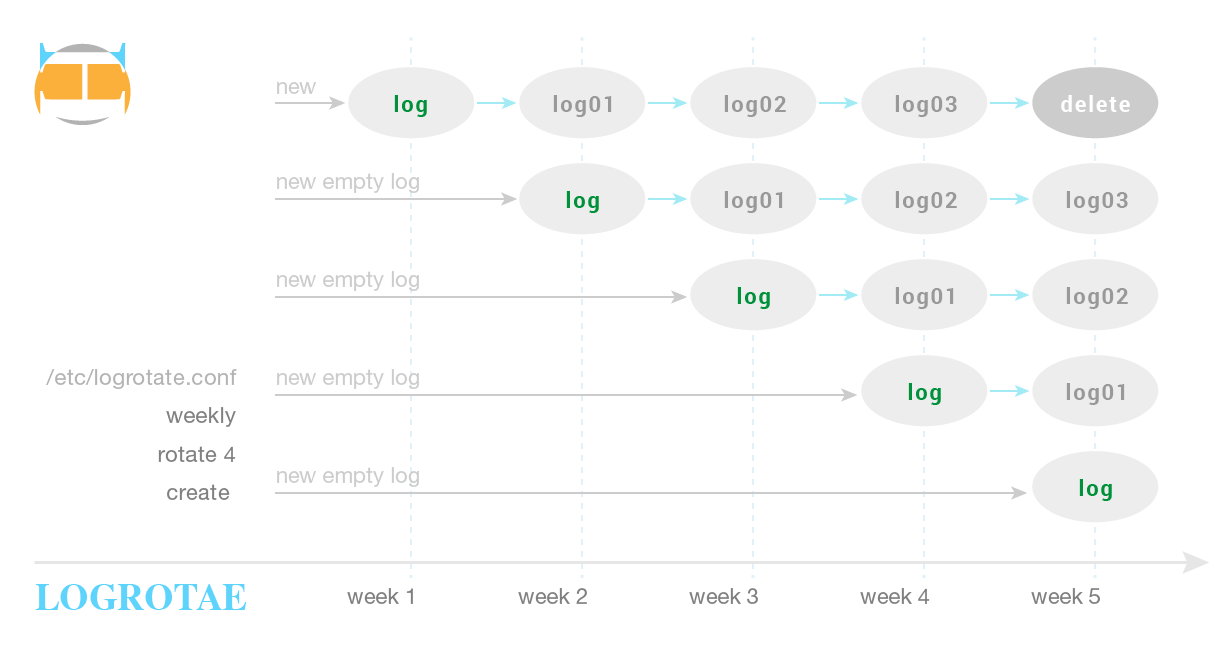 new
log log01 log02 log03 delete
new empty log
log log01 log02 log03
new empty log
log log01 log02
/etc/logrotate.conf
new empty log
log log01
weekly
rotate 4
new empty log
log
create
LOGROTAE
week 1 week 2 week 3 week 4 week 5